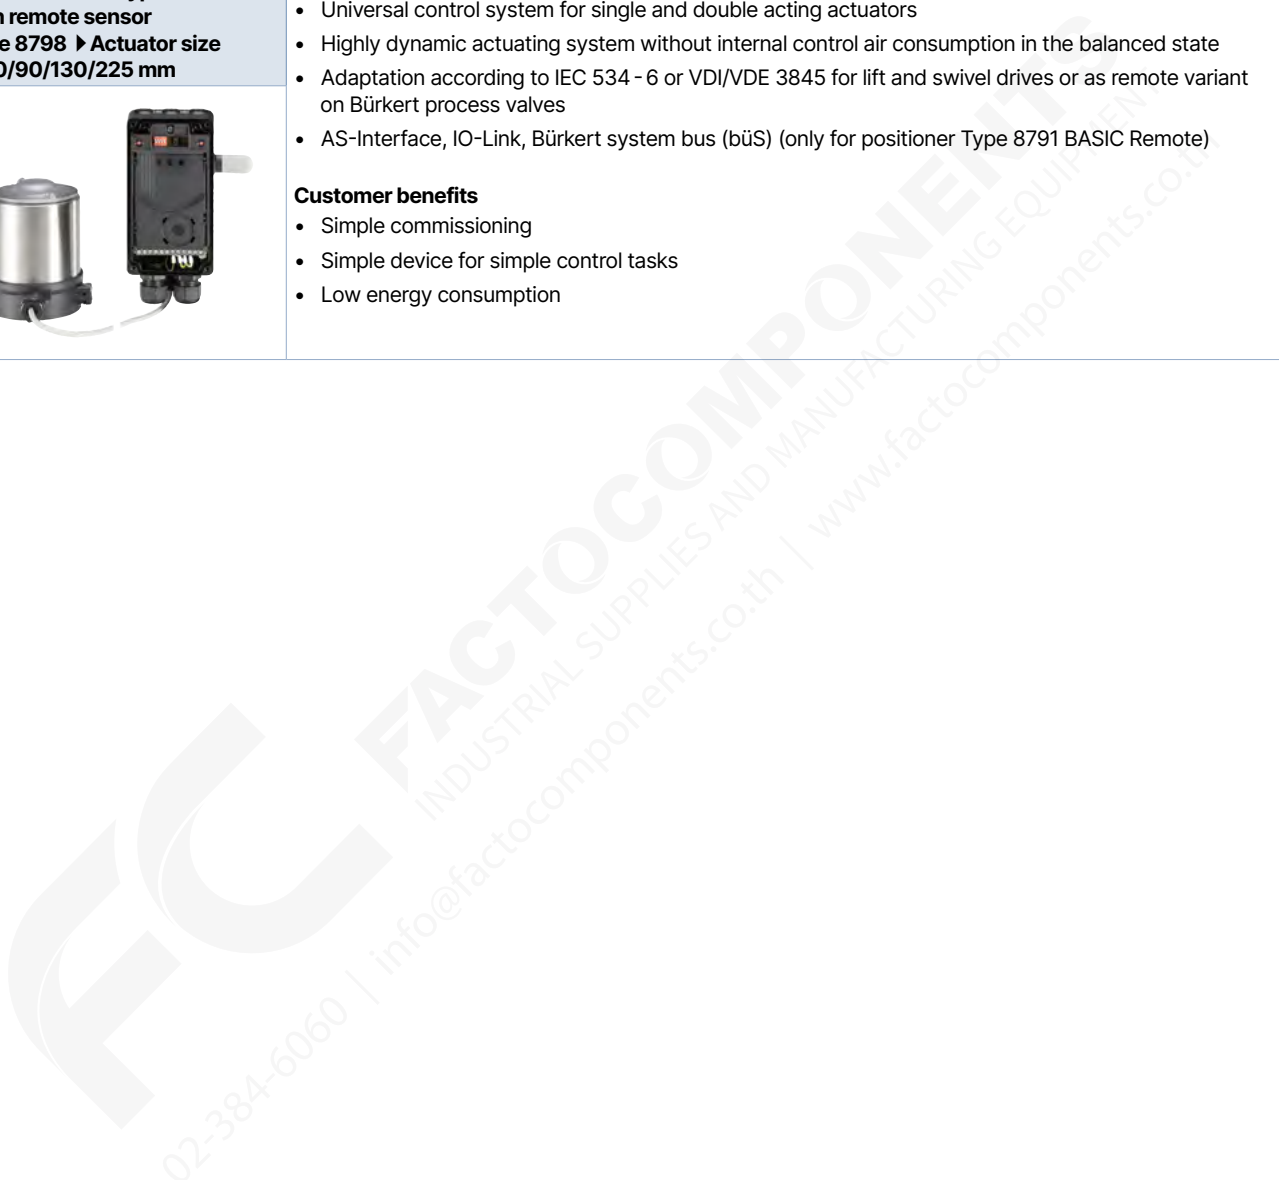 remote sensor
8798 ▶ Actuator size
/90/130/225 mm
• Universal control system for single and double acting actuators
• Highly dynamic actuating system without internal control air consumption in the balanced state
• Adaptation according to IEC 534-6 or VDI/VDE 3845 for lift and swivel drives or as remote variant
on Bürkert process valves
• AS-Interface, IO-Link, Bürkert system bus (büS) (only for positioner Type 8791 BASIC Remote)
Customer benefits
• Simple commissioning
• Simple device for simple control tasks
• Low energy consumption
FC
FACTOCOMPONENTS
INDUSTRIAL SUPPLIES AND MANUFACTURING EQUIPMENT
02-384-6060 | info@factocomponents.co.th | www.factocomponents.co.th